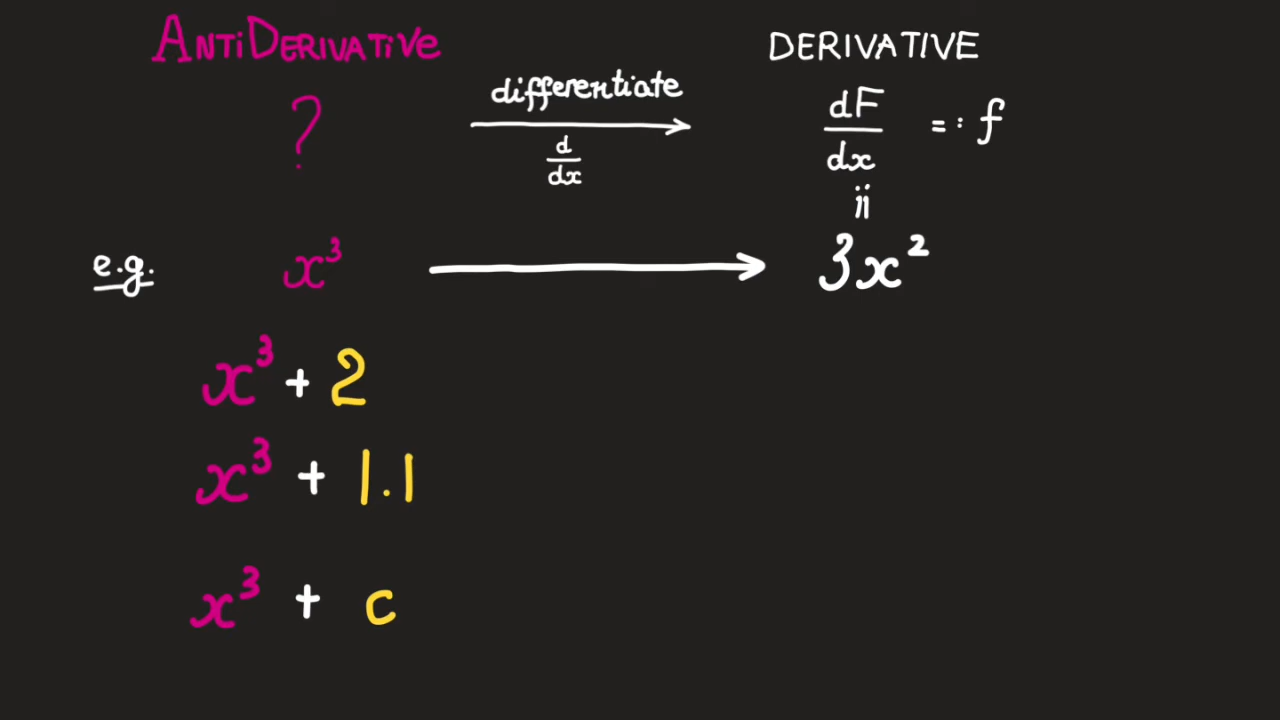 AntiDerivative DERIVATIVE
? differentiate d/dx dF/dx =: f
॥
e.g. x³ 3x²
x³ + 2
x³ + 1.1
x³ + c